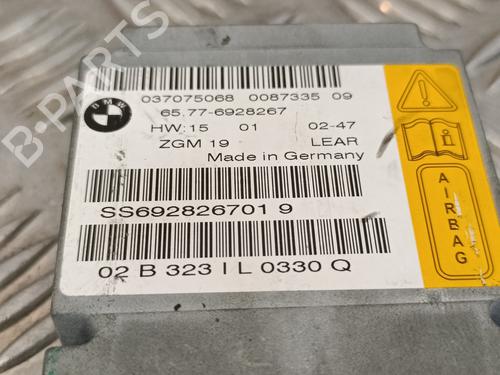 BMW
037075068 0087335 09
65.77-6928267
HW:15 01 02-47
ZGM 19 LEAR
Made in Germany
SS692826701 9
02 B 323 I L 0330 Q
AIRBAG
B-PARTS